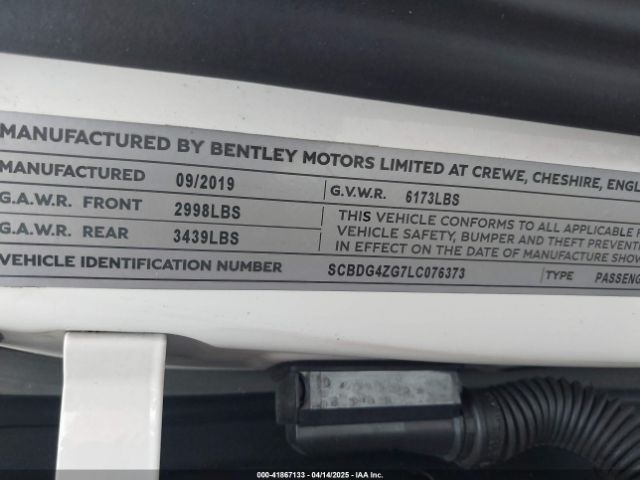 MANUFACTURED BY BENTLEY MOTORS LIMITED AT CREWE, CHESHIRE, ENGL
MANUFACTURED 09/2019 G.V.W.R. 6173LBS
G.A.W.R. FRONT 2998LBS
G.A.W.R. REAR 3439LBS
THIS VEHICLE CONFORMS TO ALL APPLICABLE F
VEHICLE SAFETY, BUMPER AND THEFT PREVENTI
IN EFFECT ON THE DATE OF MANUFACTURE SHOW
VEHICLE IDENTIFICATION NUMBER SCBDG4ZG7LC076373 TYPE PASSENG
000-41867133 - 04/14/2025 - IAA Inc.